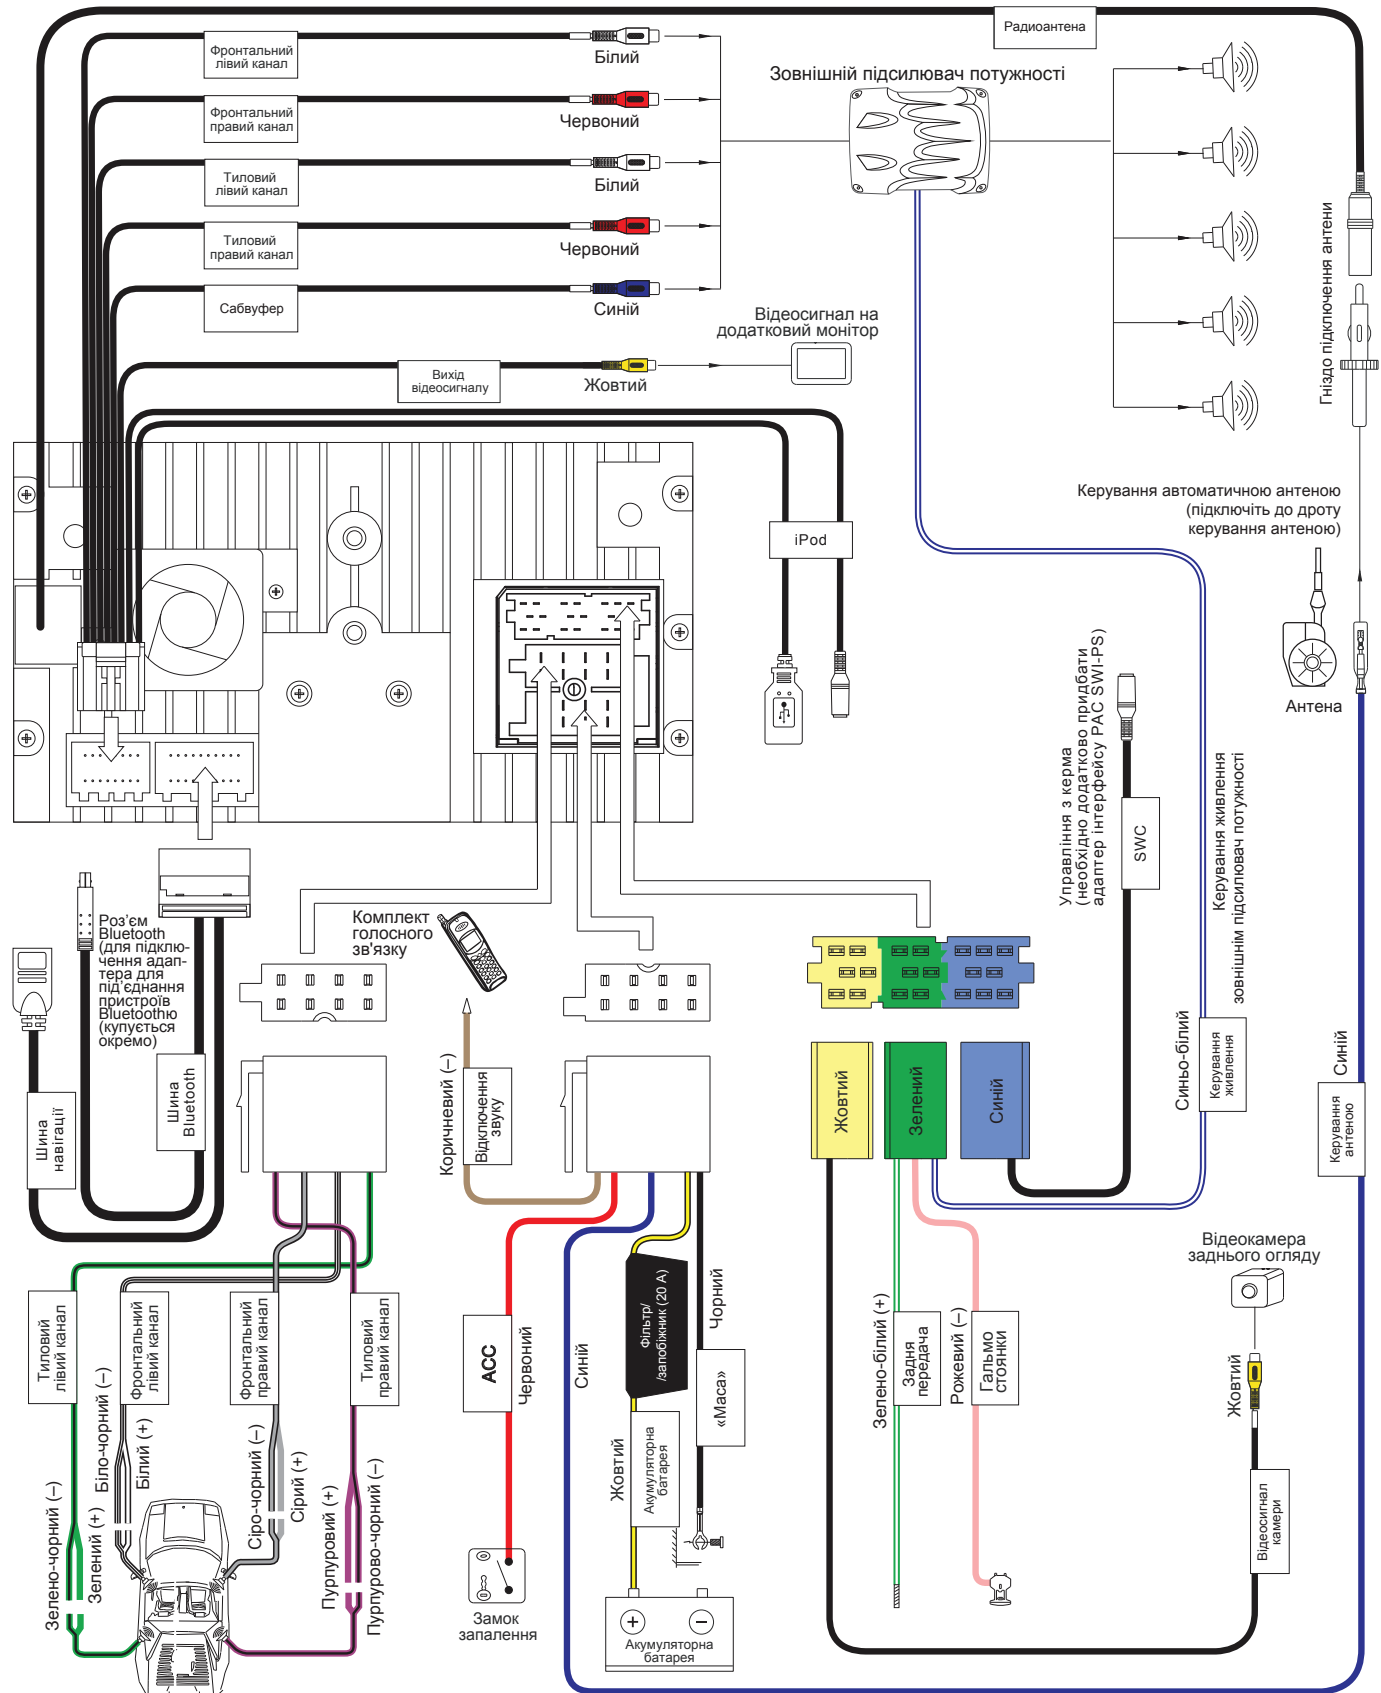 Радиоантена
Фронтальний
лівий канал
Білий
Зовнішній підсилювач потужності
Фронтальний
правий канал
Червоний
Тиловий
лівий канал
Білий
Тиловий
правий канал
Червоний
Сабвуфер
Синій
Гніздо підключення антени
Відеосигнал на
додатковий монітор
Вихід
відеосигналу
Жовтий
Керування автоматичною антеною
(підключіть до дроту
керування антеною)
iPod
Антена
Управління з керма
(необхідно додатково придбати
адаптер інтерфейсу PAC SWI-PS)
SWC
Керування живлення
зовнішнім підсилювач потужності
Роз'єм
Bluetooth
(для підклю-
чення адап-
тера для
під'єднання
пристроїв
Bluetoothю
(купується
окремо)
Комплект
голосного
зв'язку
Шина
навігації
Шина
Bluetooth
Коричневий (–)
Відключення
звуку
Жовтий
Зелений
Синій
Синьо-білий
Керування
живлення
Синій
Керування
антеною
Відеокамера
заднього огляду
Тиловий
лівий канал
Фронтальний
лівий канал
Фронтальний
правий канал
Тиловий
правий канал
ACC
Червоний
Синій
Фільтр/
/запобіжник (20 А)
Чорний
«Маса»
Зелено-білий (+)
Задня
передача
Рожевий (–)
Гальмо
стоянки
Жовтий
Зелено-чорний (–)
Зелений (+)
Біло-чорний (–)
Білий (+)
Сіро-чорний (–)
Сірий (+)
Пурпуровий (+)
Пурпурово-чорний (–)
Жовтий
Акумуляторна
батарея
Відеосигнал
камери
Замок
запалення
Акумуляторна
батарея